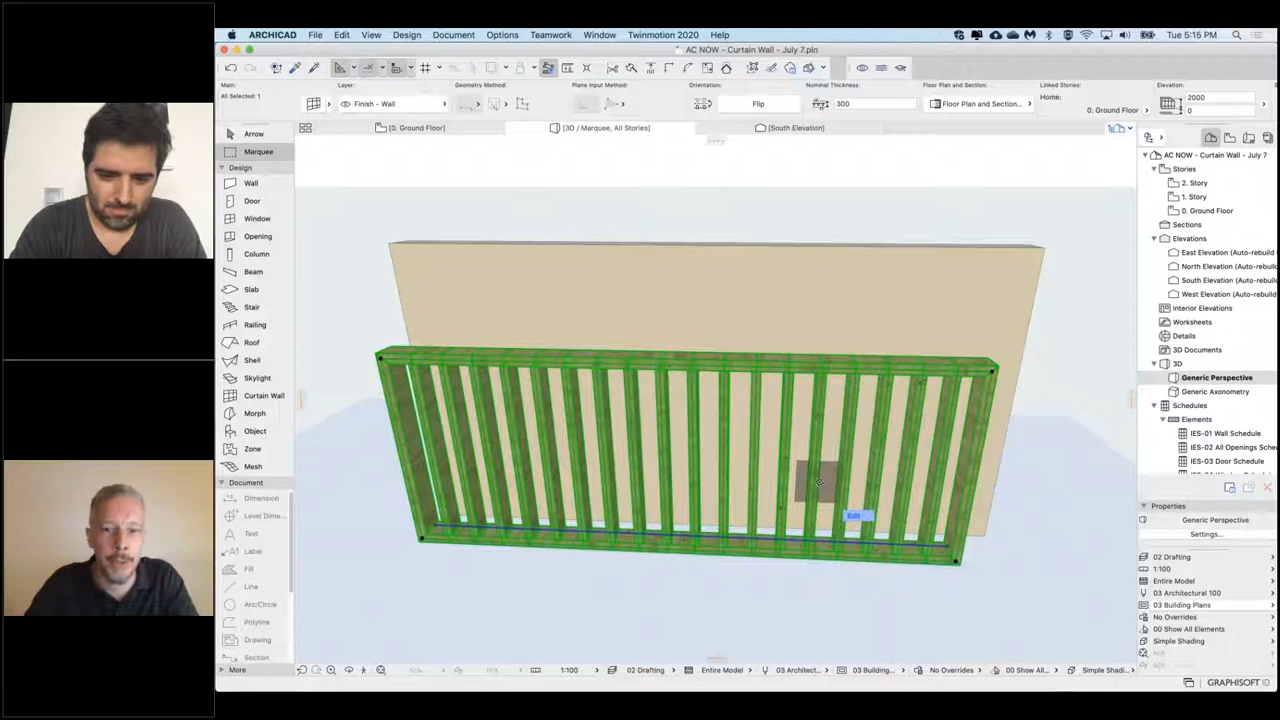 ARCHICAD File Edit View Design Document Options Teamwork Window Twinmotion 2020 Help Tue 5:15 PM
AC NOW - Curtain Wall - July 7.pln
Main:
All Selected: 1
Layer:
Finish - Wall
Geometry Method:
Plane Input Method:
Orientation:
Flip
Nominal Thickness:
300
Floor Plan and Section:
Floor Plan and Section...
Linked Stories:
Home:
0. Ground Floor
Elevation:
2000
0
[0. Ground Floor]
[3D / Marquee, All Stories]
[South Elevation]
Arrow
Marquee
Design
Wall
Door
Window
Opening
Column
Beam
Slab
Stair
Railing
Roof
Shell
Skylight
Curtain Wall
Morph
Object
Zone
Mesh
Document
Dimension
Level Dime...
Text
Label
Fill
Line
Arc/Circle
Polyline
Drawing
Section
More
Edit
AC NOW - Curtain Wall - July 7
Stories
2. Story
1. Story
0. Ground Floor
Sections
Elevations
East Elevation (Auto-rebuild
North Elevation (Auto-rebuild
South Elevation (Auto-rebuild
West Elevation (Auto-rebuild
Interior Elevations
Worksheets
Details
3D Documents
3D
Generic Perspective
Generic Axonometry
Schedules
Elements
IES-01 Wall Schedule
IES-02 All Openings Sche
IES-03 Door Schedule
Properties
Generic Perspective
Settings...
02 Drafting
1:100
Entire Model
03 Architectural 100
03 Building Plans
No Overrides
00 Show All Elements
Simple Shading
N/A
N/A
N/A
N/A
1:100
02 Drafting
Entire Model
03 Architect...
03 Building...
No Overrides
00 Show All...
Simple Shadi...
GRAPHISOFT ID